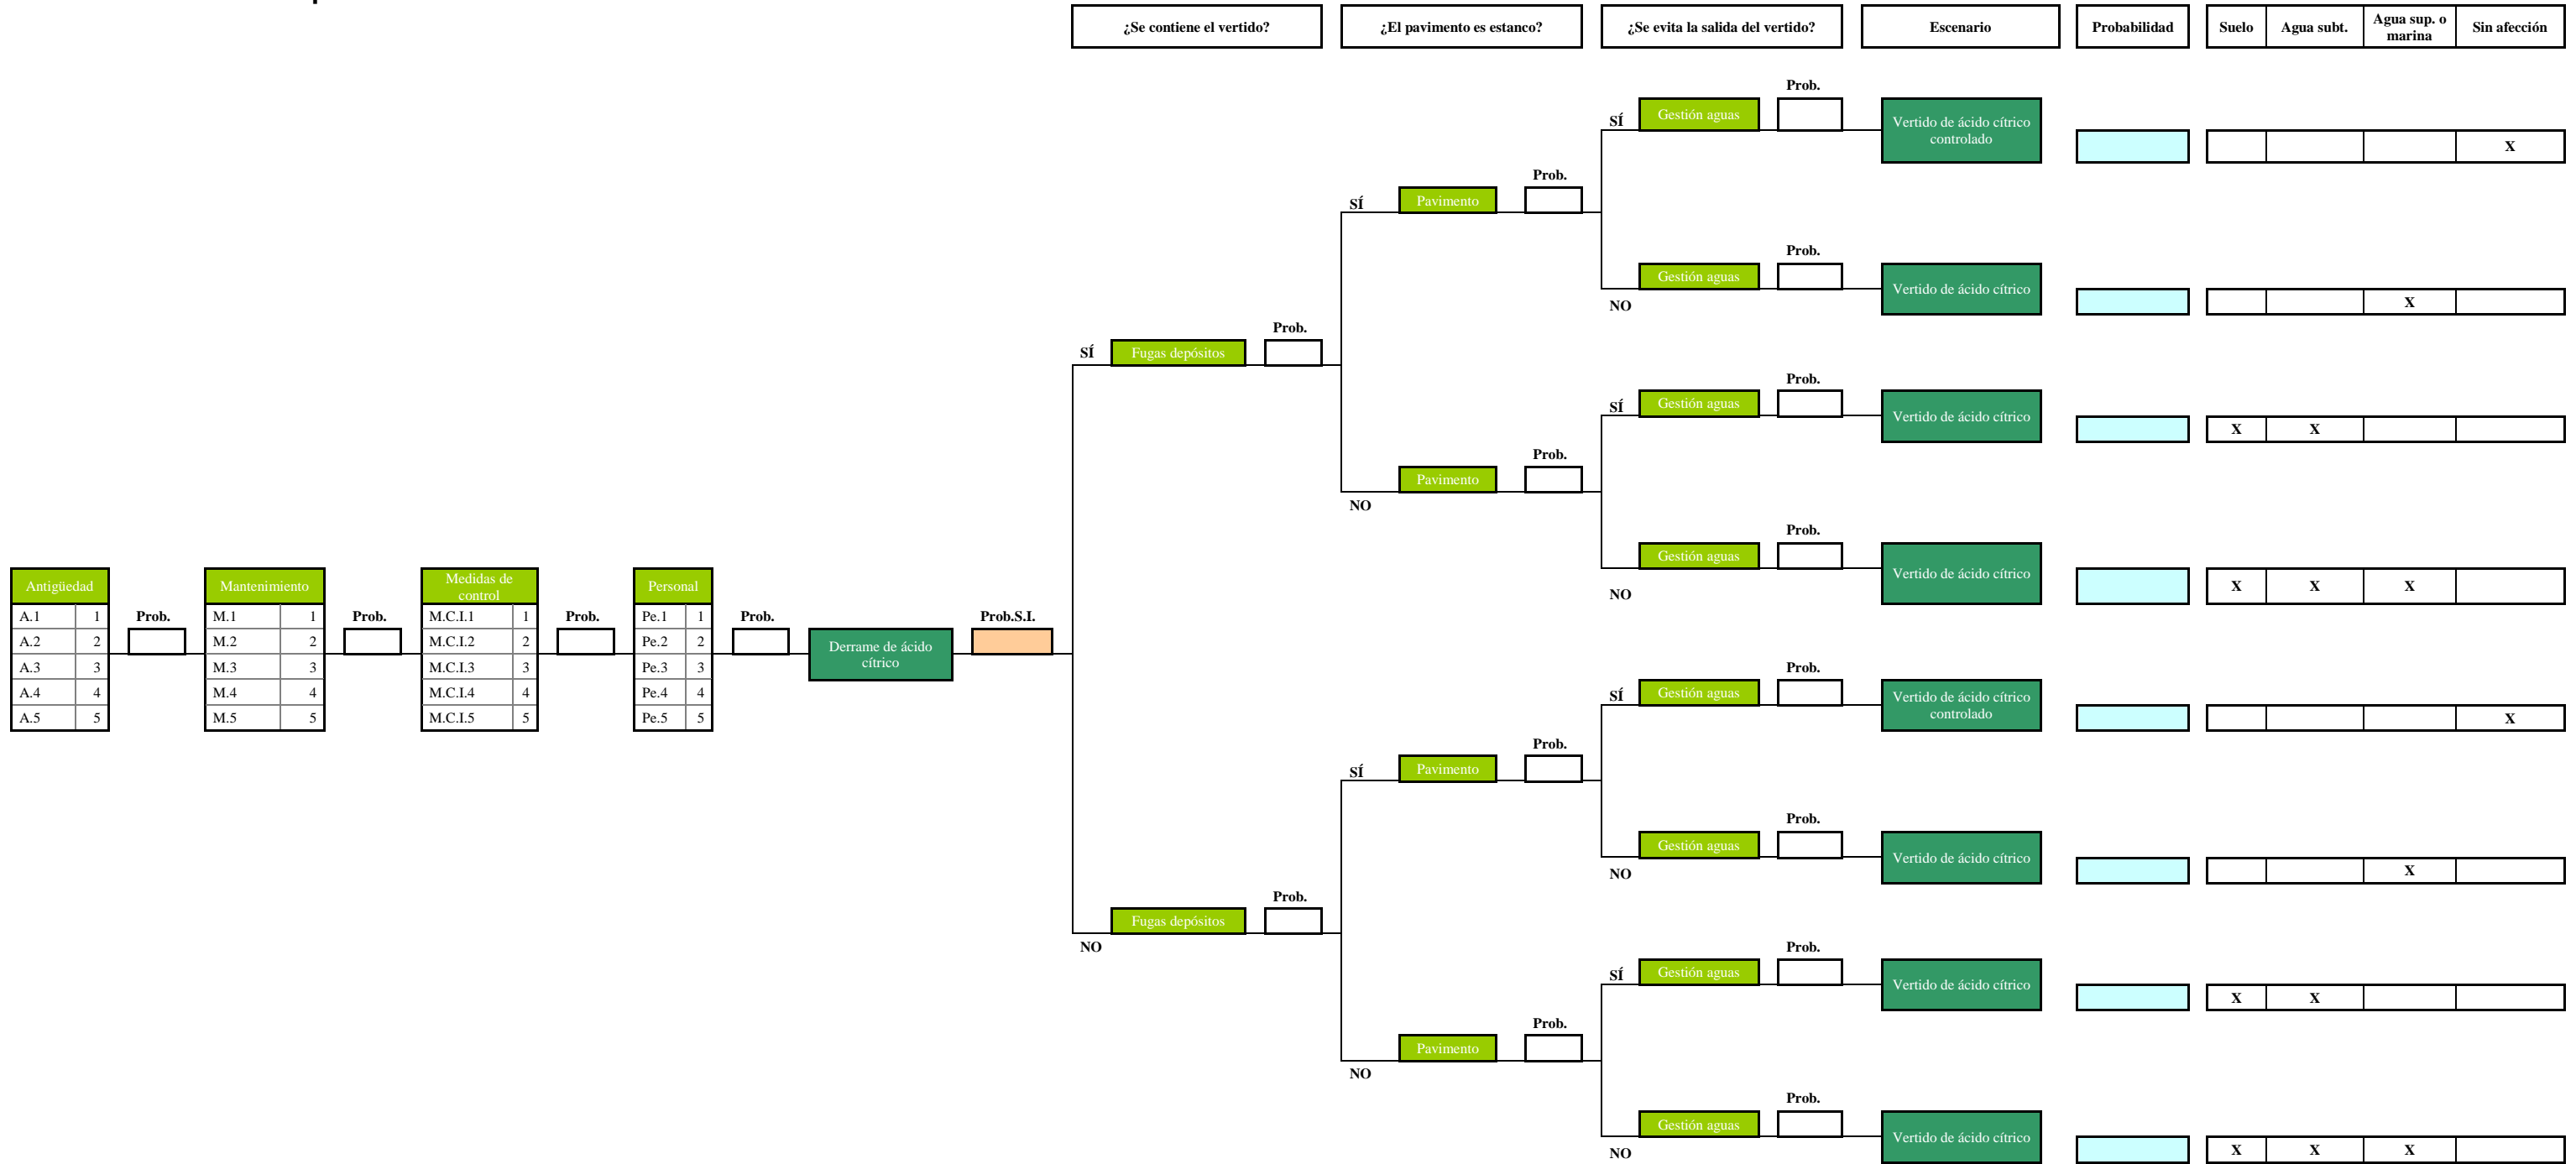 ¿Se contiene el vertido? ¿El pavimento es estanco? ¿Se evita la salida del vertido? Escenario Probabilidad Suelo Agua subt. Agua sup. o marina Sin afección
Prob.
SÍ Gestión aguas Vertido de ácido cítrico controlado
X
Prob.
SÍ Pavimento
Prob.
Gestión aguas Vertido de ácido cítrico
NO X
Prob.
SÍ Fugas depósitos
Prob.
SÍ Gestión aguas Vertido de ácido cítrico
X X
Prob.
Pavimento
NO
Prob.
Gestión aguas Vertido de ácido cítrico
NO X X X
Antigüedad Mantenimiento Medidas de control Personal
A.1 1 Prob. M.1 1 Prob. M.C.I.1 1 Prob. Pe.1 1 Prob. Prob.S.I.
A.2 2 M.2 2 M.C.I.2 2 Pe.2 2 Derrame de ácido cítrico
A.3 3 M.3 3 M.C.I.3 3 Pe.3 3
A.4 4 M.4 4 M.C.I.4 4 Pe.4 4
A.5 5 M.5 5 M.C.I.5 5 Pe.5 5
Prob.
SÍ Gestión aguas Vertido de ácido cítrico controlado
X
Prob.
SÍ Pavimento
Prob.
Gestión aguas Vertido de ácido cítrico
NO X
Prob.
Fugas depósitos
NO
Prob.
SÍ Gestión aguas Vertido de ácido cítrico
X X
Prob.
Pavimento
NO
Prob.
Gestión aguas Vertido de ácido cítrico
NO X X X